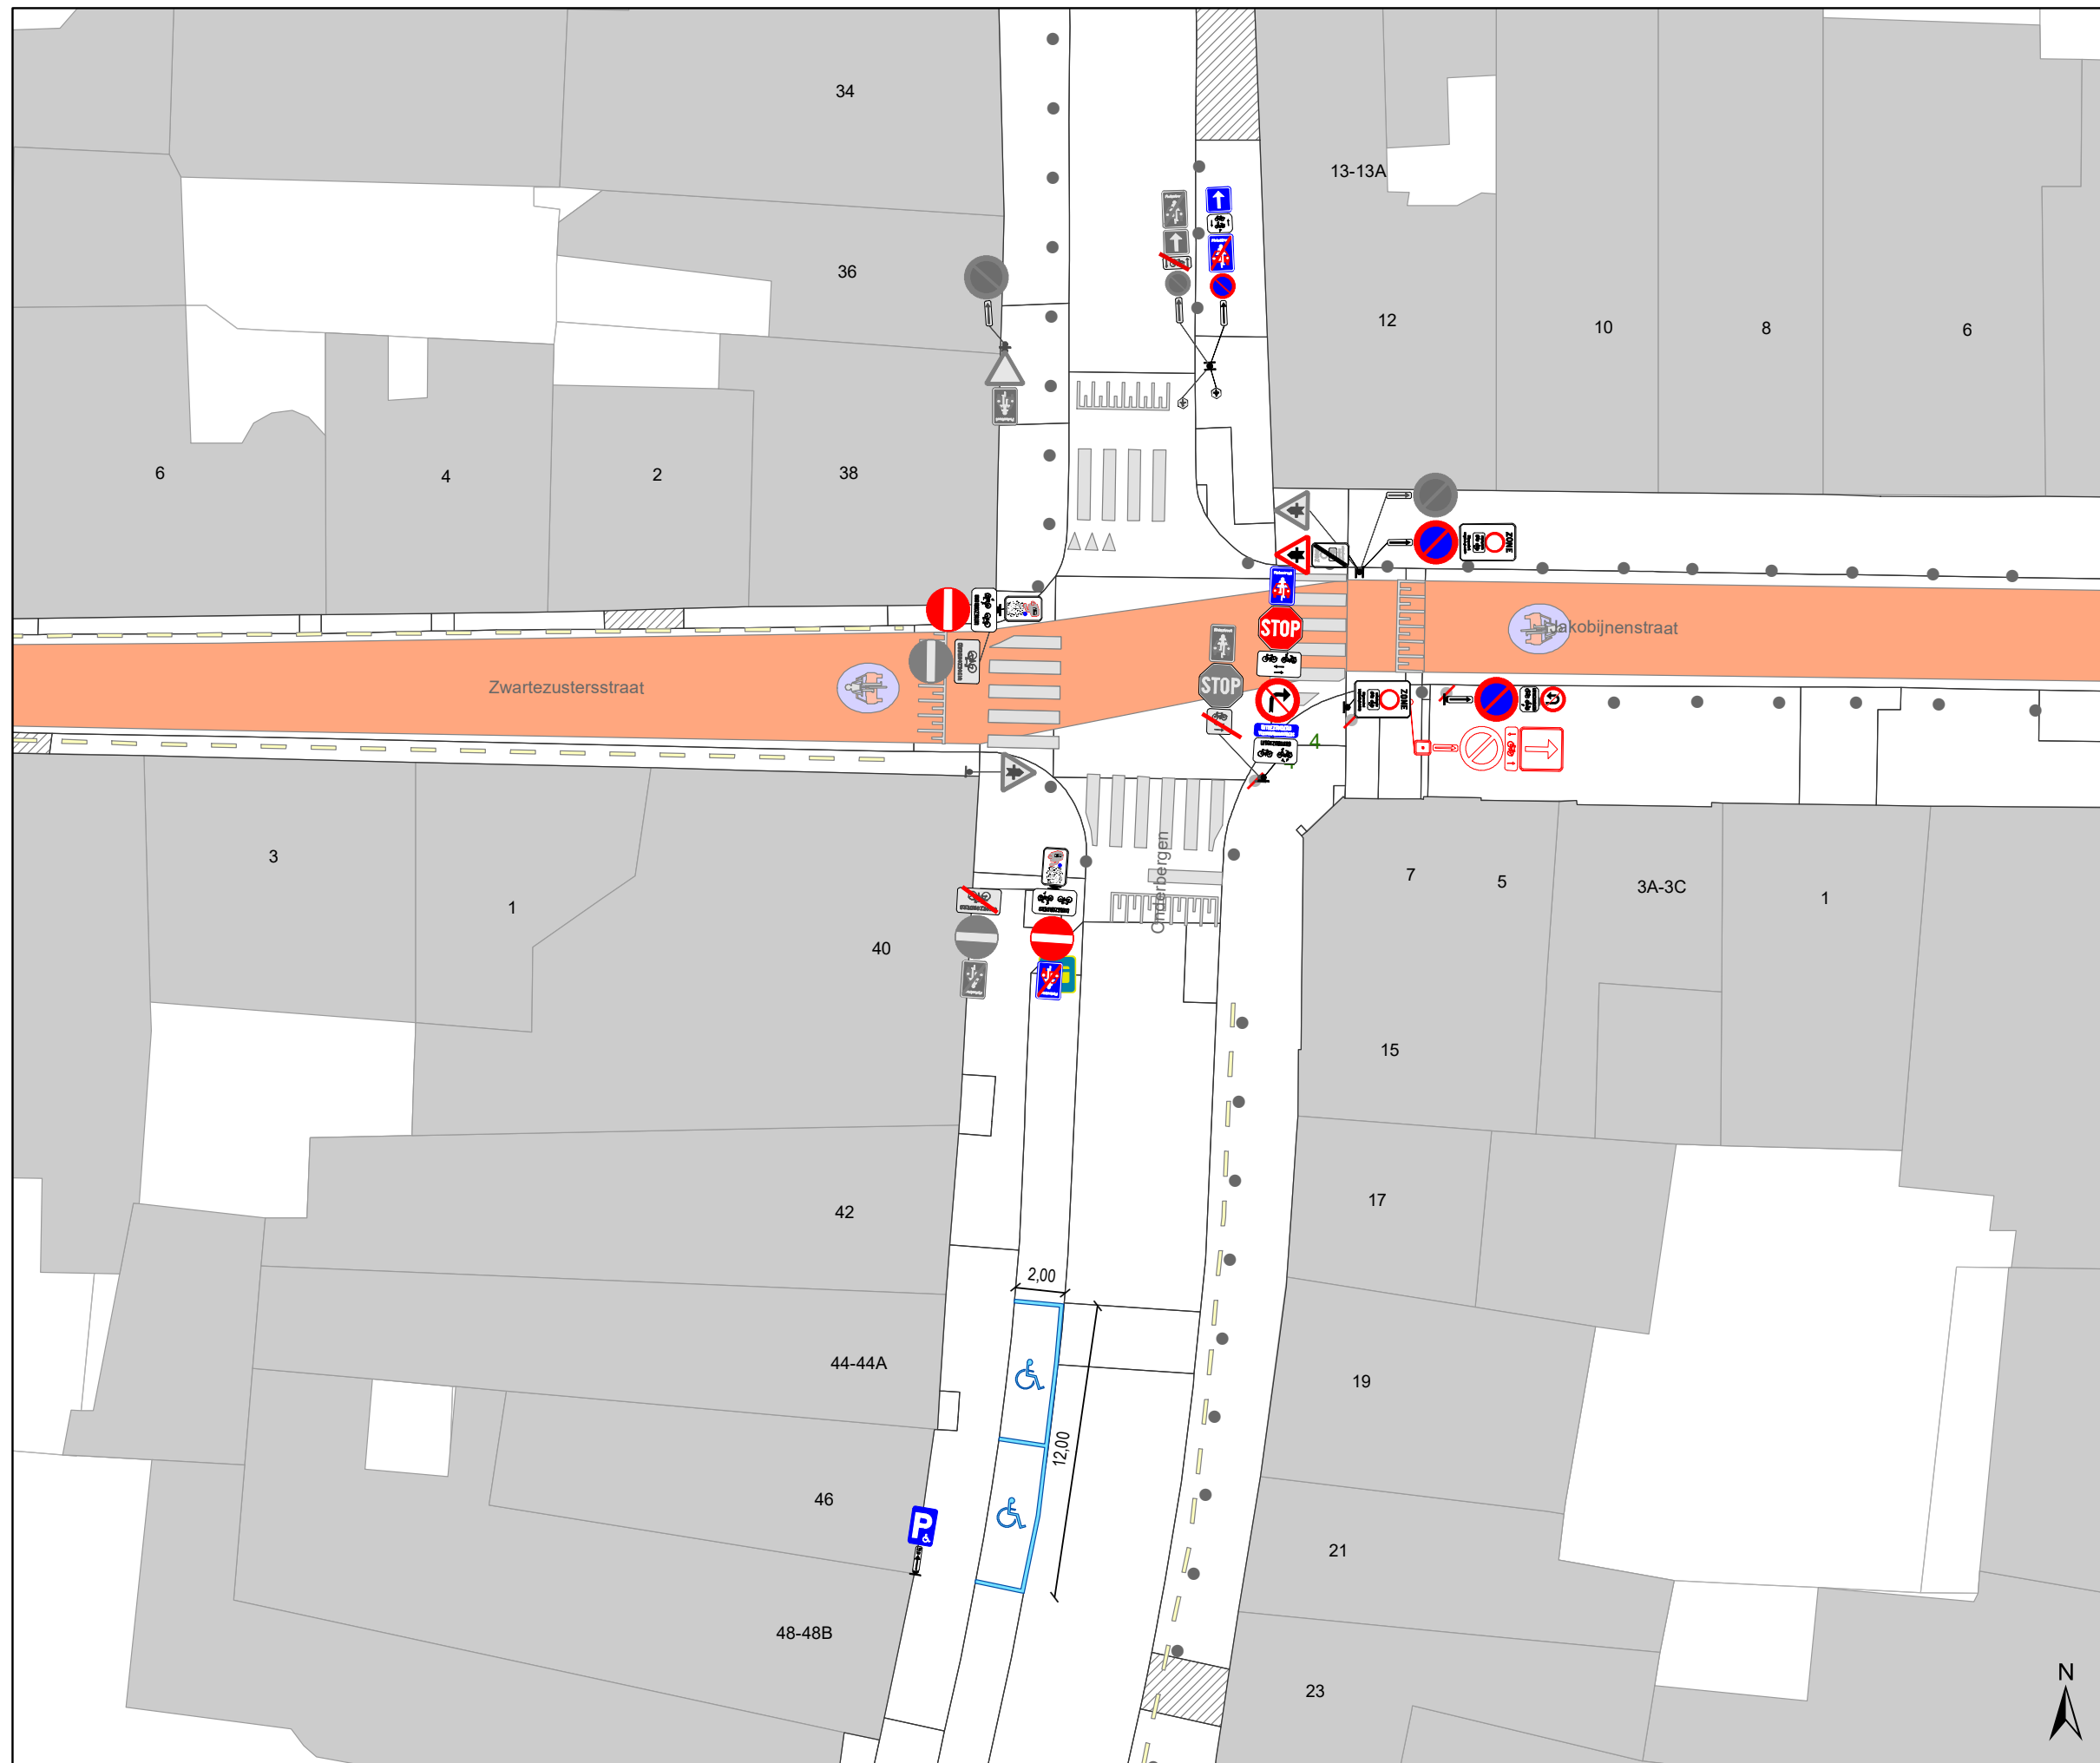 34
13-13A
36
12
10
8
6
6
4
2
38
ZONE
Jakobijnenstraat
STOP
Zwartezustersstraat
STOP
ZONE
4
3
1
Onderbergen
7
5
3A-3C
1
40
15
17
42
2,00
44-44A
19
12,00
46
P
21
48-48B
23
N